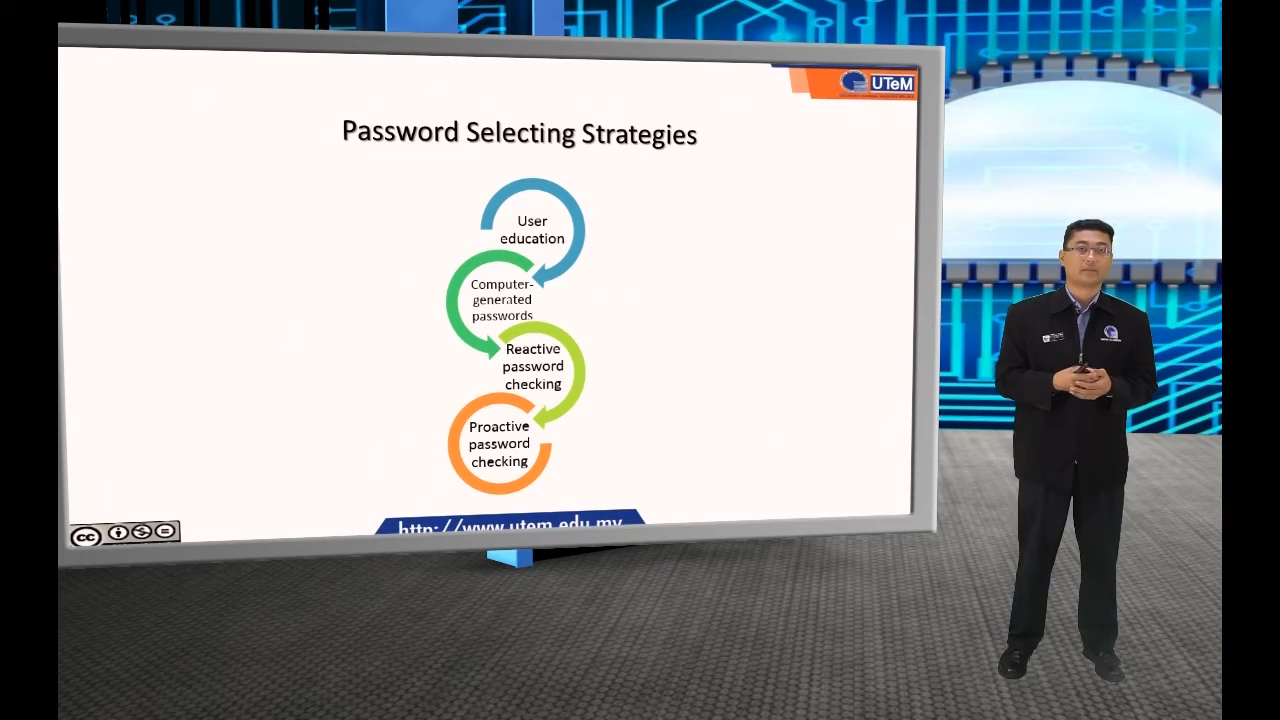 UTeM
Password Selecting Strategies
User
education
Computer-
generated
passwords
Reactive
password
checking
Proactive
password
checking
cc
http://www.utem.edu.my